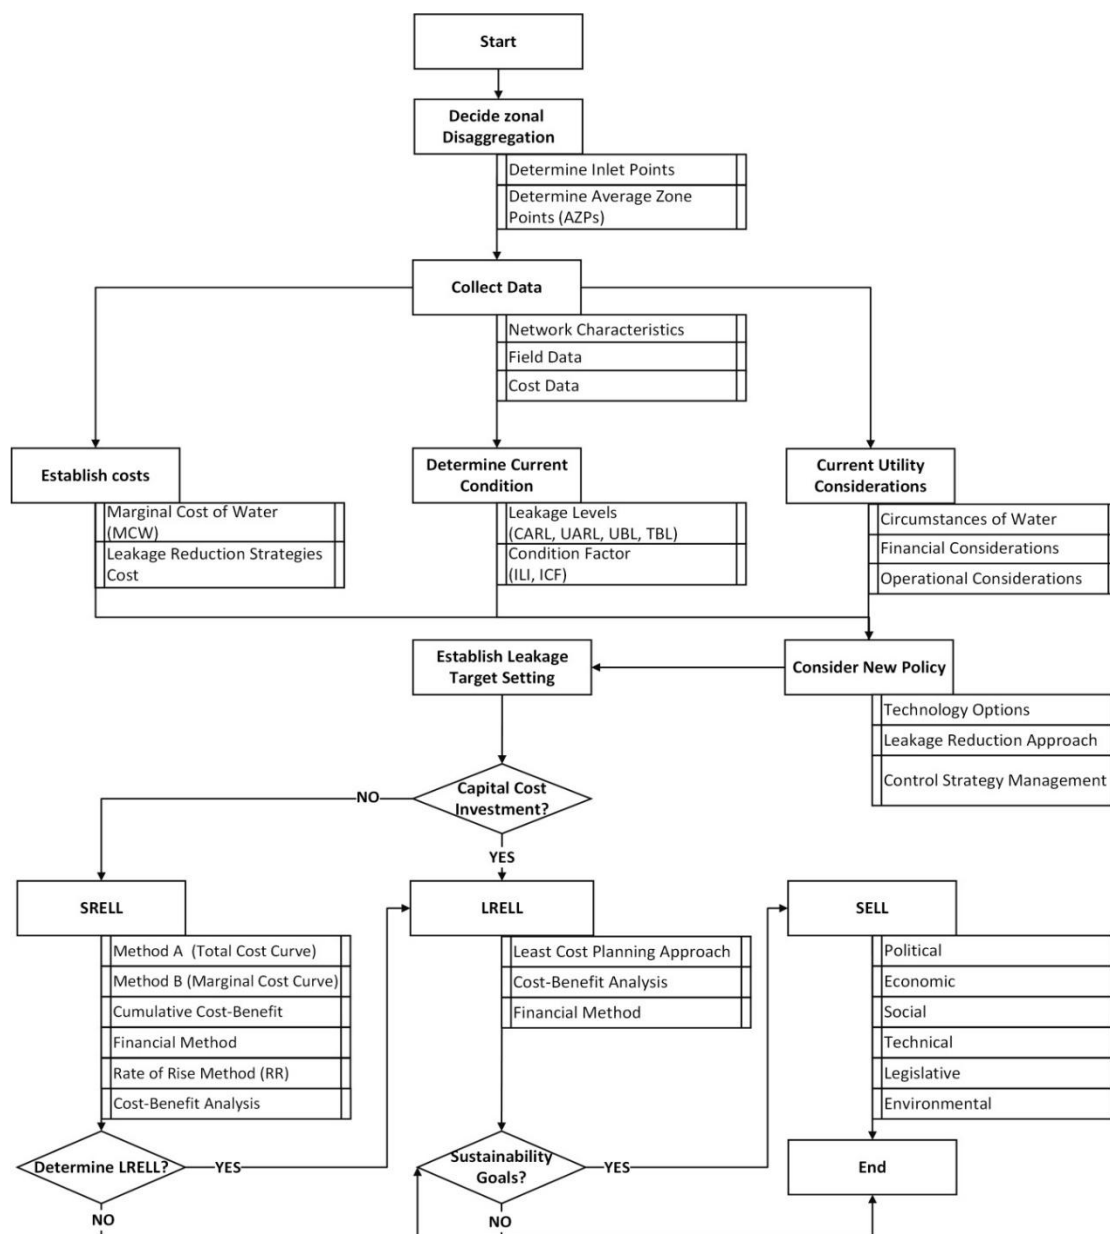 Start
Decide zonal
Disaggregation
Determine Inlet Points
Determine Average Zone
Points (AZPs)
Collect Data
Network Characteristics
Field Data
Cost Data
Establish costs
Marginal Cost of Water
(MCW)
Leakage Reduction Strategies
Cost
Determine Current
Condition
Leakage Levels
(CARL, UARL, UBL, TBL)
Condition Factor
(ILI, ICF)
Current Utility
Considerations
Circumstances of Water
Financial Considerations
Operational Considerations
Establish Leakage
Target Setting
Consider New Policy
Technology Options
Leakage Reduction Approach
Control Strategy Management
Capital Cost
Investment?
NO
YES
SRELL
Method A (Total Cost Curve)
Method B (Marginal Cost Curve)
Cumulative Cost-Benefit
Financial Method
Rate of Rise Method (RR)
Cost-Benefit Analysis
LRELL
Least Cost Planning Approach
Cost-Benefit Analysis
Financial Method
SELL
Political
Economic
Social
Technical
Legislative
Environmental
Determine LRELL?
YES
NO
Sustainability
Goals?
YES
NO
End